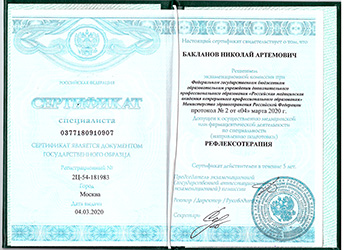 РОССИЙСКАЯ ФЕДЕРАЦИЯ
СЕРТИФИКАТ
специалиста
0377180910907
СЕРТИФИКАТ ЯВЛЯЕТСЯ ДОКУМЕНТОМ
ГОСУДАРСТВЕННОГО ОБРАЗЦА
Регистрационный №
2Ц-54-181983
Город
Москва
Дата выдачи
04.03.2020
Настоящий сертификат свидетельствует о том, что
БАКЛАНОВ НИКОЛАЙ АРТЕМОВИЧ
Решением
экзаменационной комиссии при
Федеральном государственном бюджетном
образовательном учреждении дополнительного
профессионального образования «Российская медицинская
академия непрерывного профессионального образования»
Министерства здравоохранения Российской Федерации
протокол № 2 от «04» марта 2020 г.
Допущен к осуществлению медицинской
или фармацевтической деятельности
по специальности
(направлению подготовки)
РЕФЛЕКСОТЕРАПИЯ
Сертификат действителен в течение 5 лет.
Председатель
экзаменационной) комиссии
Ректор /Директор /Руководитель
Секретарь